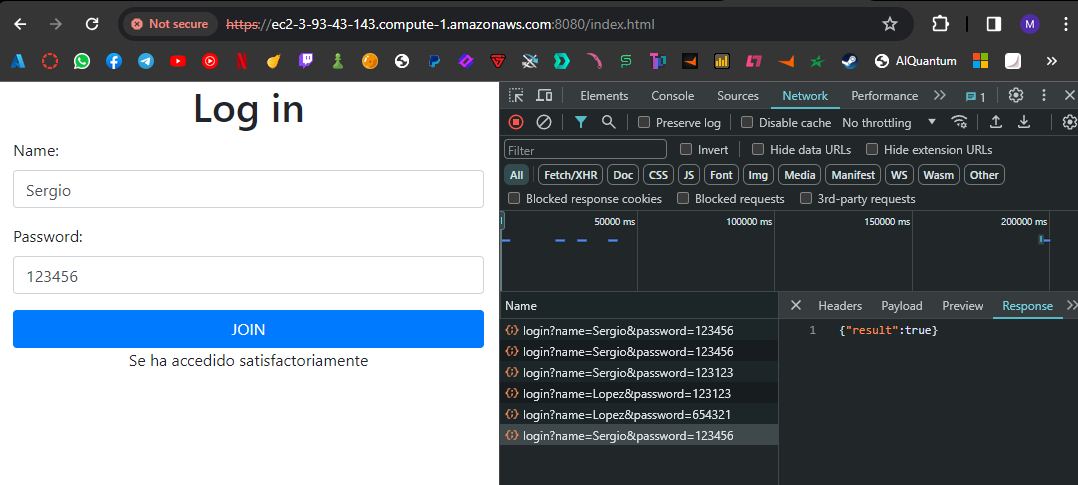 Not secure https://ec2-3-93-43-143.compute-1.amazonaws.com:8080/index.html M
AIQuantum
Log in
Name:
Sergio
Password:
123456
JOIN
Se ha accedido satisfactoriamente
Elements Console Sources Network Performance 1
Preserve log Disable cache No throttling
Filter Invert Hide data URLs Hide extension URLs
All Fetch/XHR Doc CSS JS Font Img Media Manifest WS Wasm Other
Blocked response cookies Blocked requests 3rd-party requests
50000 ms 100000 ms 150000 ms 200000 ms
Name Headers Payload Preview Response
login?name=Sergio&password=123456
login?name=Sergio&password=123456
login?name=Sergio&password=123123
login?name=Lopez&password=123123
login?name=Lopez&password=654321
login?name=Sergio&password=123456
1 {"result":true}